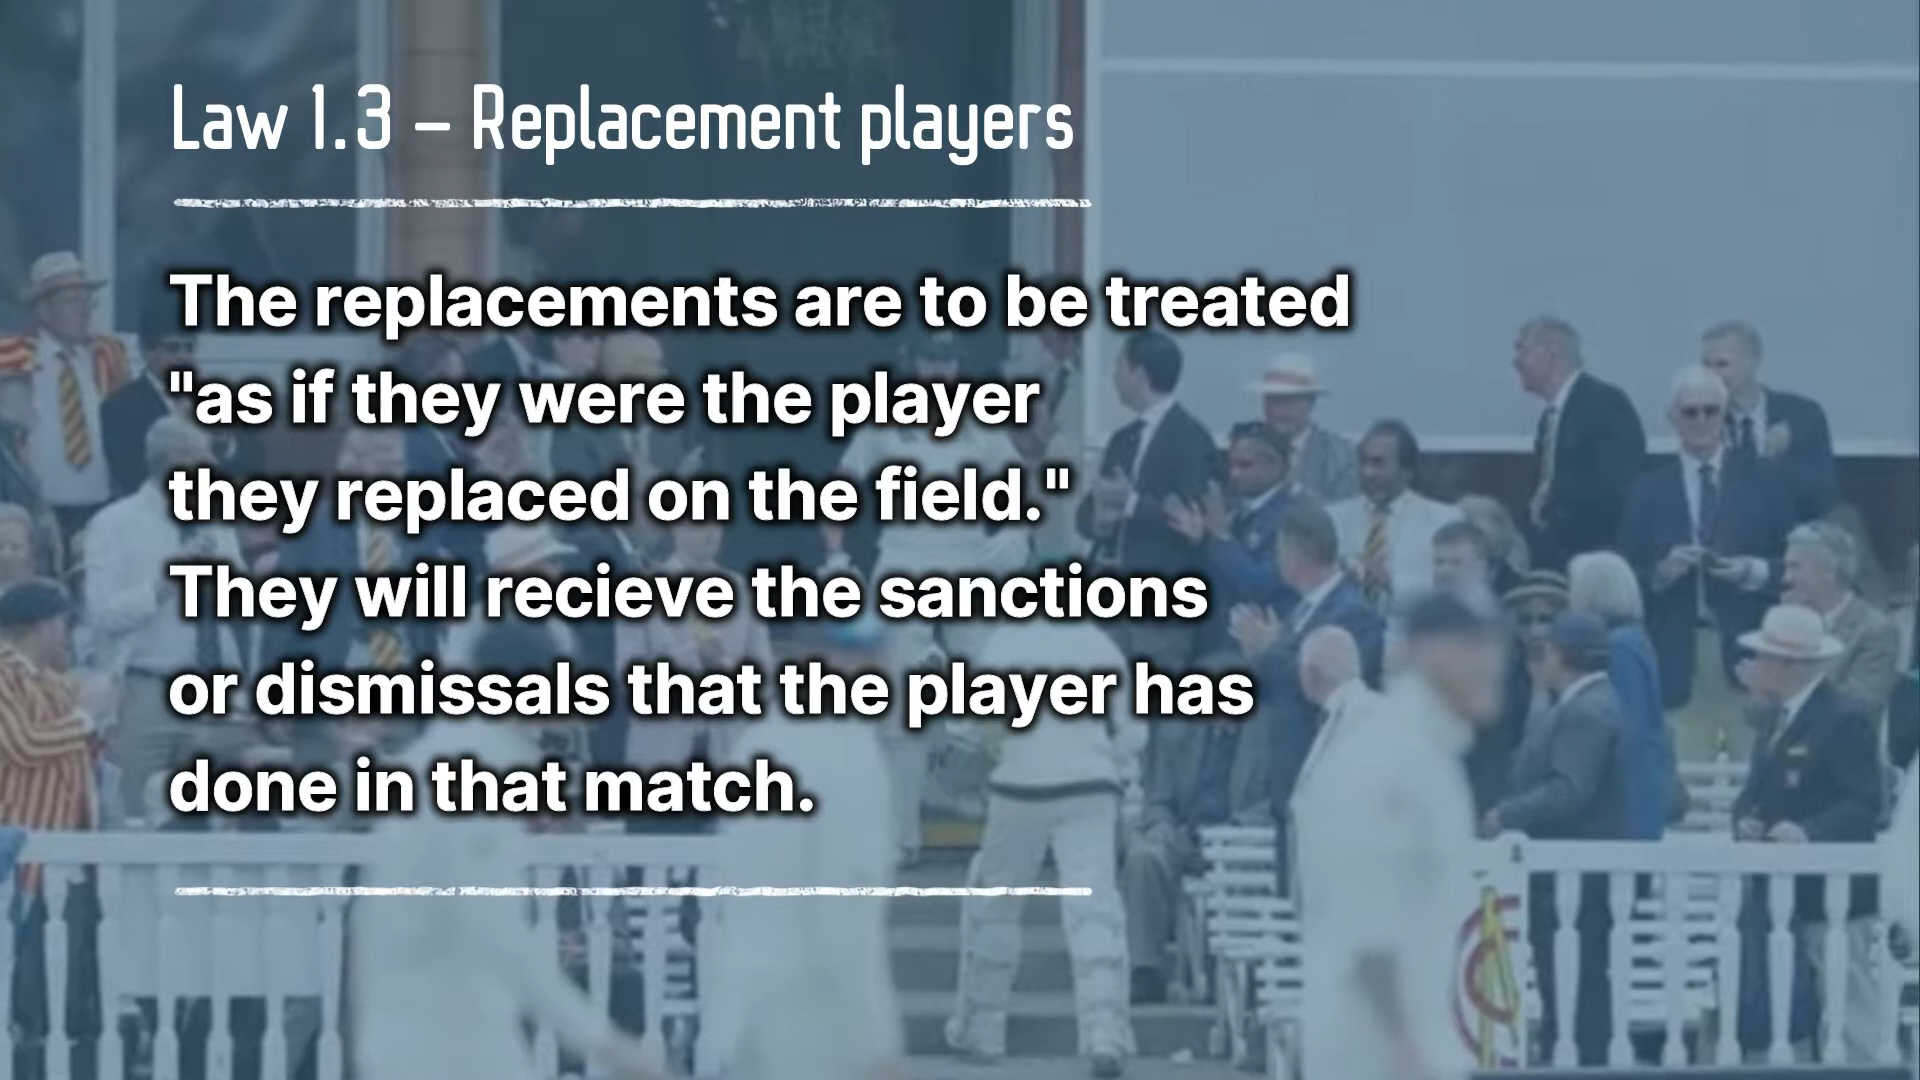 Law 1.3 – Replacement players
The replacements are to be treated
"as if they were the player
they replaced on the field."
They will recieve the sanctions
or dismissals that the player has
done in that match.